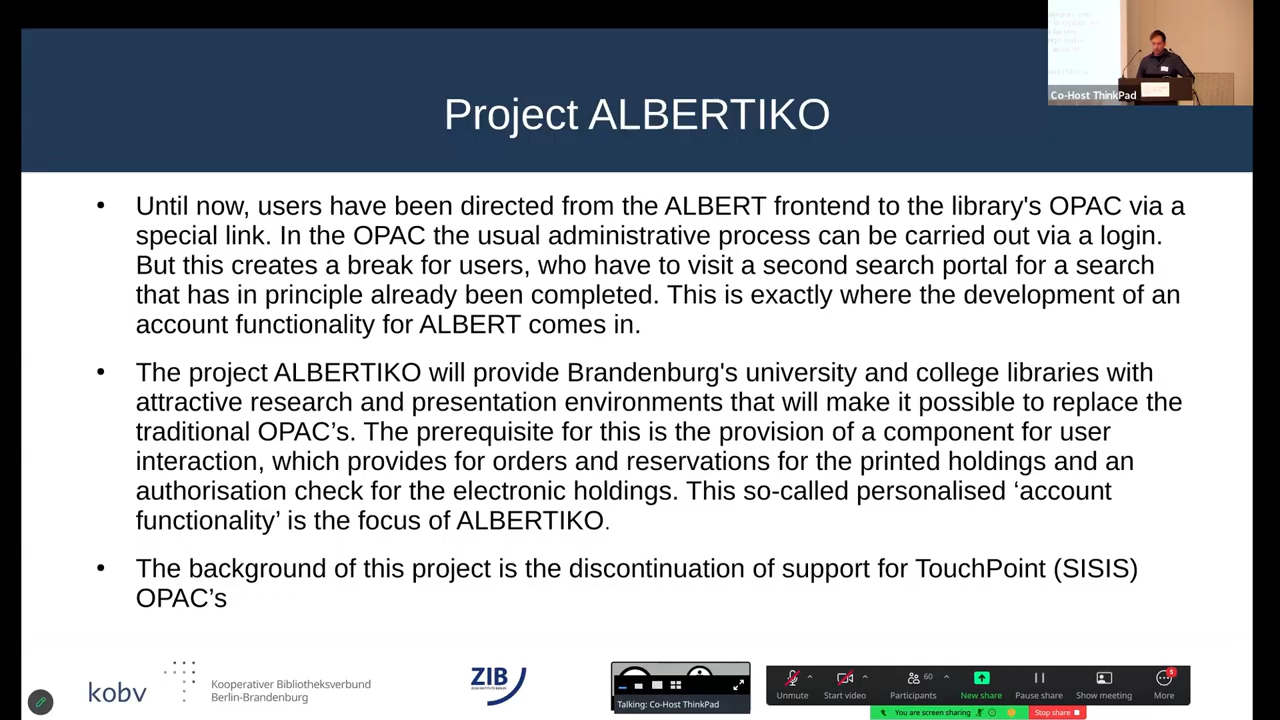 Co-Host ThinkPad
Project ALBERTIKO
• Until now, users have been directed from the ALBERT frontend to the library's OPAC via a
special link. In the OPAC the usual administrative process can be carried out via a login.
But this creates a break for users, who have to visit a second search portal for a search
that has in principle already been completed. This is exactly where the development of an
account functionality for ALBERT comes in.
• The project ALBERTIKO will provide Brandenburg's university and college libraries with
attractive research and presentation environments that will make it possible to replace the
traditional OPAC’s. The prerequisite for this is the provision of a component for user
interaction, which provides for orders and reservations for the printed holdings and an
authorisation check for the electronic holdings. This so-called personalised ‘account
functionality’ is the focus of ALBERTIKO.
• The background of this project is the discontinuation of support for TouchPoint (SISIS)
OPAC’s
kobv
Kooperativer Bibliotheksverbund
Berlin-Brandenburg
ZIB
Talking: Co-Host ThinkPad
60
5
Unmute Start video Participants New share Pause share Show meeting More
You are screen sharing Stop share